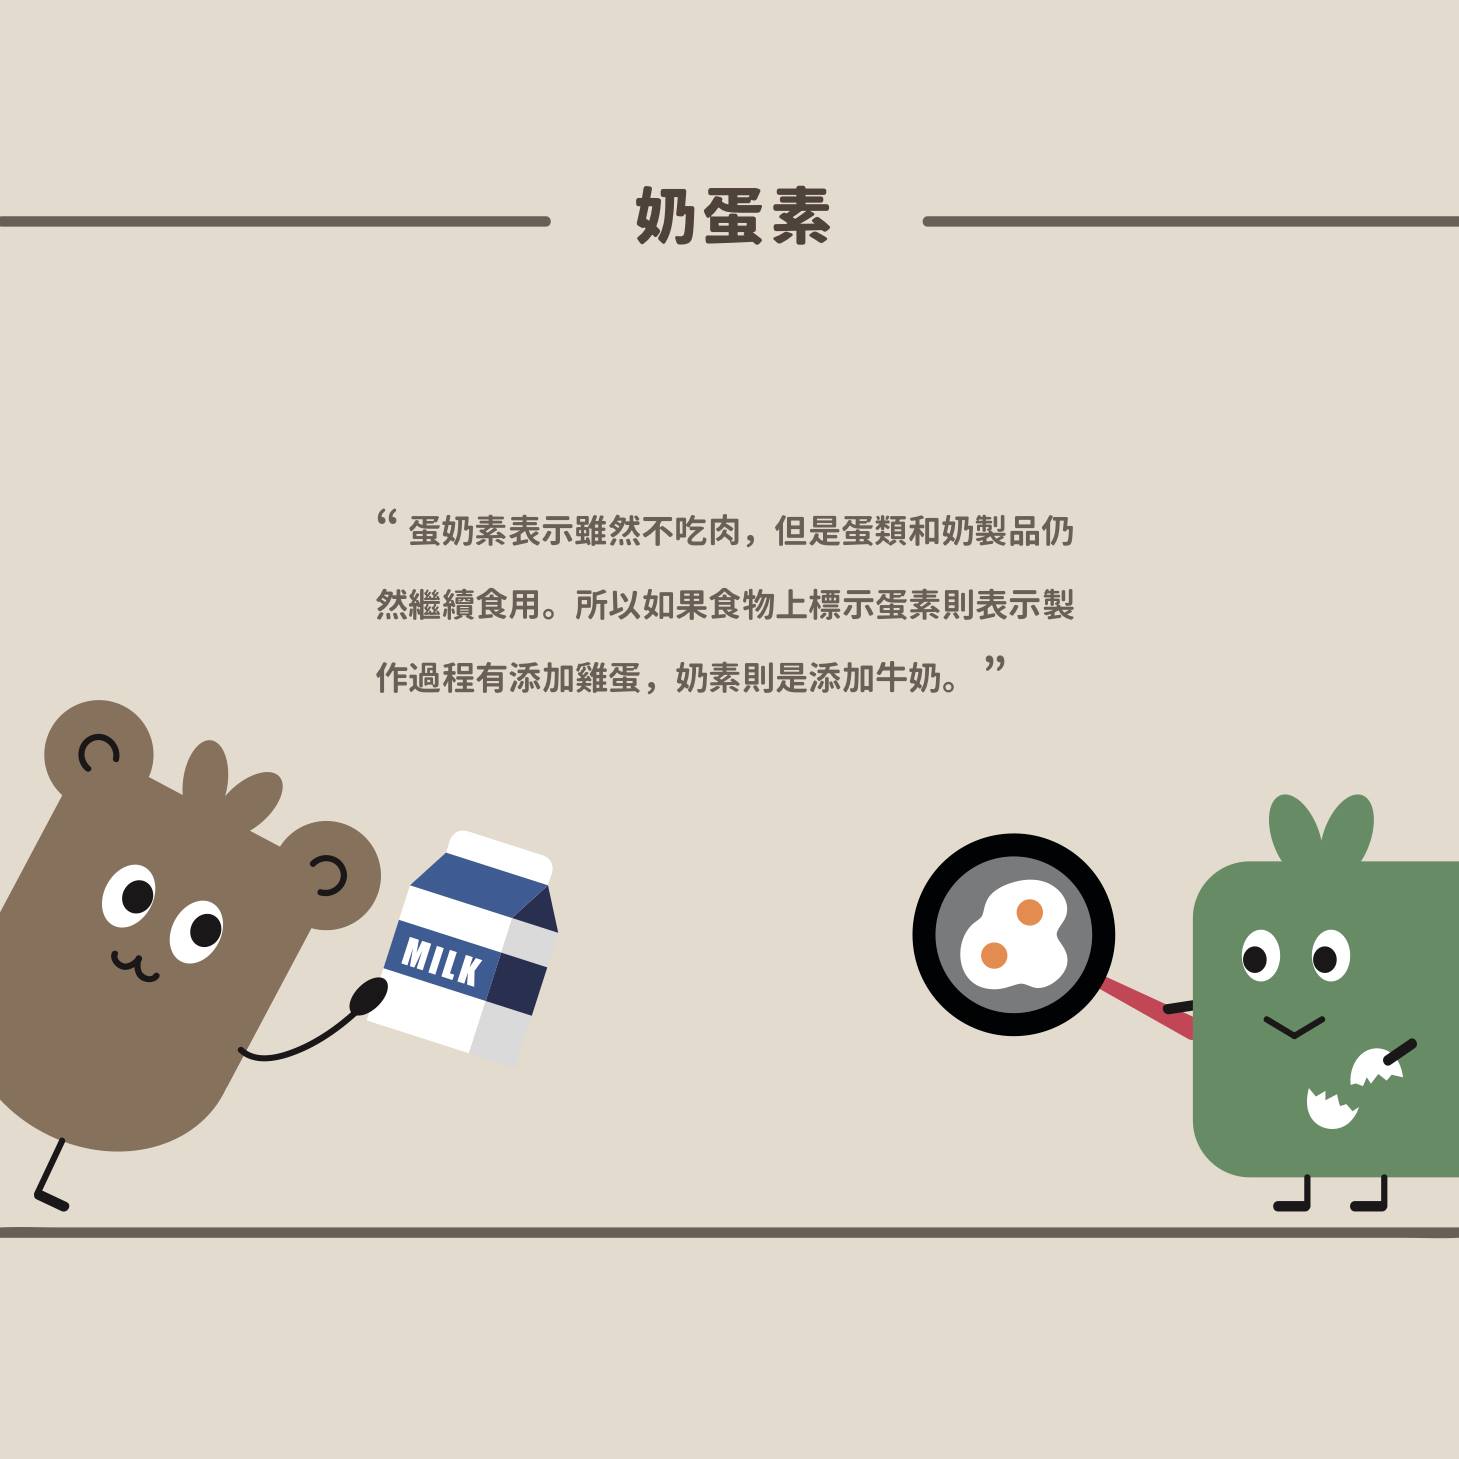 奶蛋素
“ 蛋奶素表示雖然不吃肉，但是蛋類和奶製品仍
然繼續食用。所以如果食物上標示蛋素則表示製
作過程有添加雞蛋，奶素則是添加牛奶。 ”
MILK